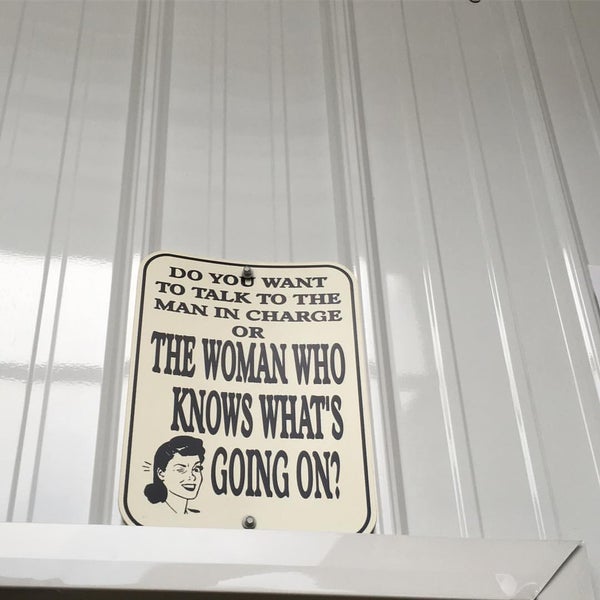 DO YOU WANT
TO TALK TO THE
MAN IN CHARGE
OR
THE WOMAN WHO
KNOWS WHAT'S
GOING ON?